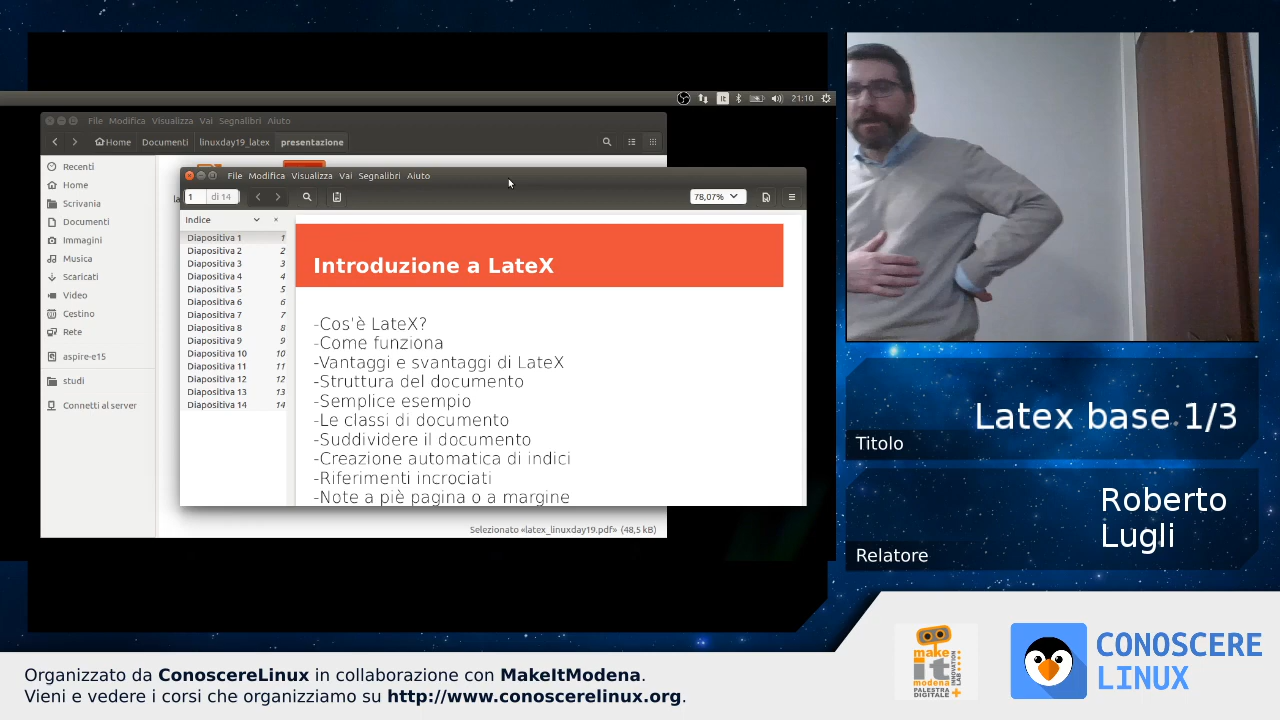 It
21:10
File Modifica Visualizza Vai Segnalibri Aiuto
Home Documenti linuxday19_latex presentazione
Recenti
Home
Scrivania
Documenti
Immagini
Musica
Scaricati
Video
Cestino
Rete
aspire-e15
studi
Connetti al server
Selezionato «latex_linuxday19.pdf» (48,5 kB)
File Modifica Visualizza Vai Segnalibri Aiuto
1 di 14
78,07%
Indice
Diapositiva 1 1
Diapositiva 2 2
Diapositiva 3 3
Diapositiva 4 4
Diapositiva 5 5
Diapositiva 6 6
Diapositiva 7 7
Diapositiva 8 8
Diapositiva 9 9
Diapositiva 10 10
Diapositiva 11 11
Diapositiva 12 12
Diapositiva 13 13
Diapositiva 14 14
Introduzione a LateX
-Cos'è LateX?
-Come funziona
-Vantaggi e svantaggi di LateX
-Struttura del documento
-Semplice esempio
-Le classi di documento
-Suddividere il documento
-Creazione automatica di indici
-Riferimenti incrociati
-Note a piè pagina o a margine
Latex base 1/3
Titolo
Roberto
Lugli
Relatore
Organizzato da ConoscereLinux in collaborazione con MakeItModena.
Vieni e vedere i corsi che organizziamo su http://www.conoscerelinux.org.
make
it
modena
PALESTRA
DIGITALE
INNOVATION
LAB
CONOSCERE
LINUX